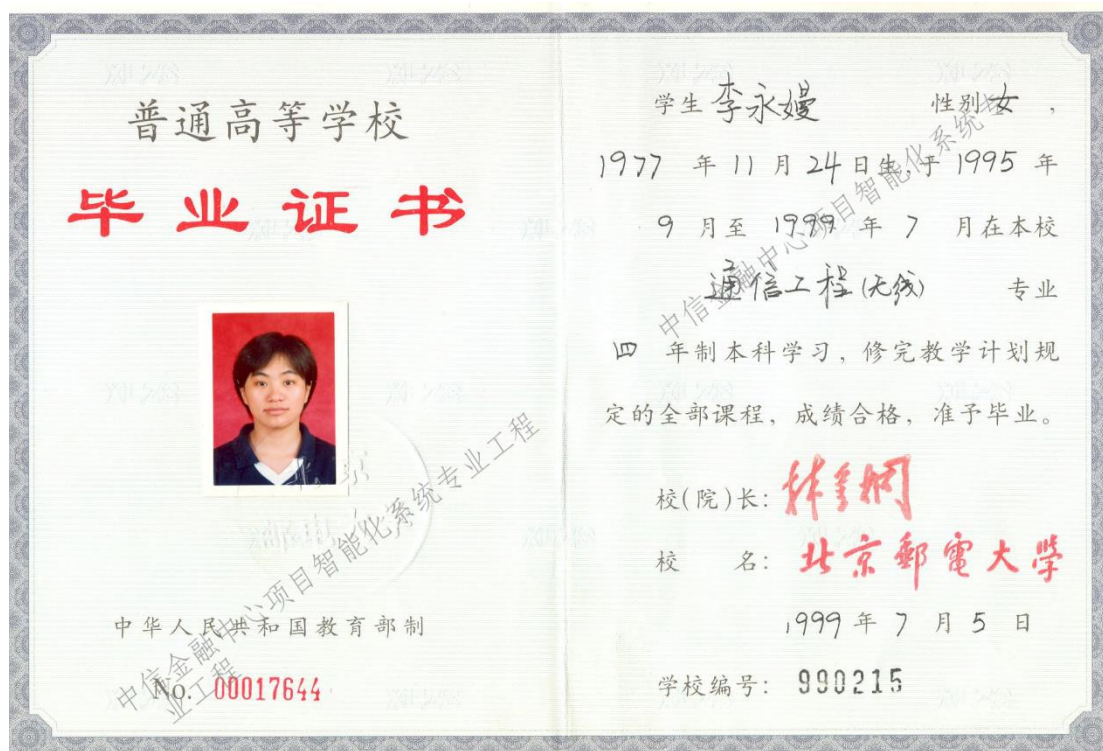 普通高等学校
毕业证书
中华人民共和国教育部制
No. 00017644
学生 李永嫚 性别 女 ,
1977 年 11 月 24 日生,于 1995 年
9 月至 1999 年 7 月在本校
通信工程(无线) 专业
四 年制本科学习, 修完教学计划规
定的全部课程, 成绩合格, 准予毕业。
校(院)长:
校 名: 北京郵電大學
1999 年 7 月 5 日
学校编号: 990215
中信金融中心项目智能化系统专业工程
中信金融中心项目智能化系统专
业工程